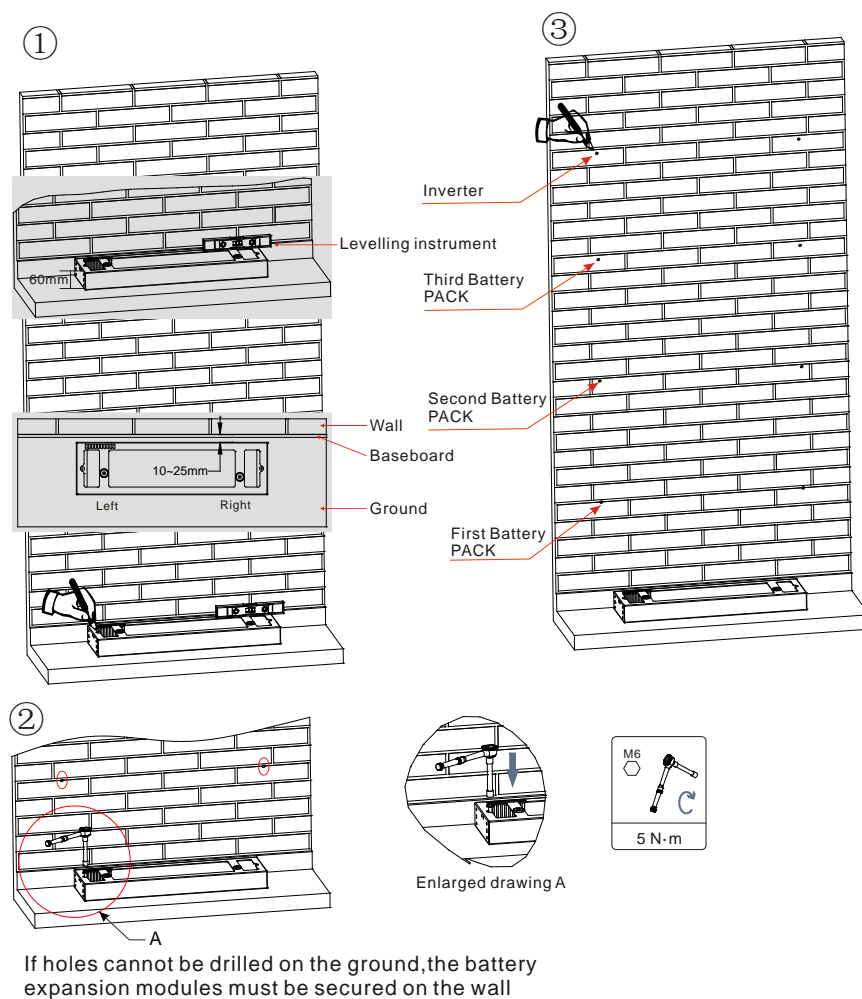 ①
Levelling instrument
60mm
Wall
Baseboard
10~25mm
Left
Right
Ground
③
Inverter
Third Battery
PACK
Second Battery
PACK
First Battery
PACK
②
A
Enlarged drawing A
M6
5 N·m
If holes cannot be drilled on the ground,the battery
expansion modules must be secured on the wall